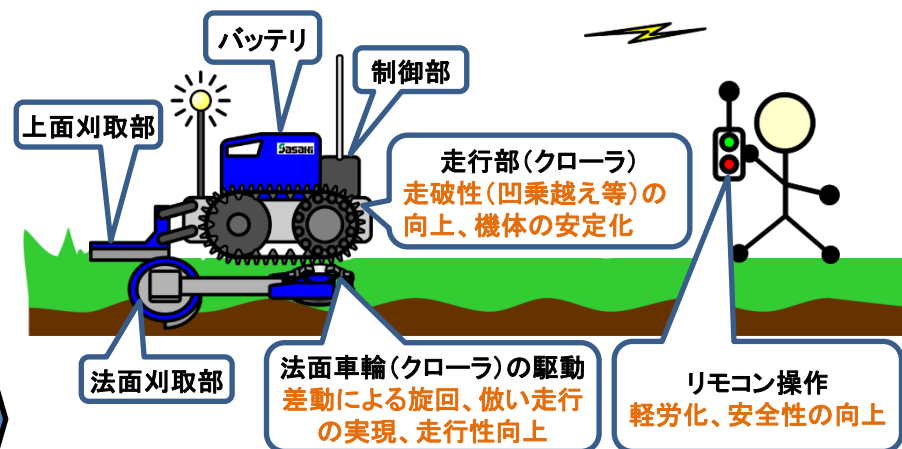 バッテリ
制御部
上面刈取部
Sasaki
走行部(クローラ)
走破性(凹乗越え等)の
向上、機体の安定化
法面刈取部
法面車輪(クローラ)の駆動
差動による旋回、倣い走行
の実現、走行性向上
リモコン操作
軽労化、安全性の向上